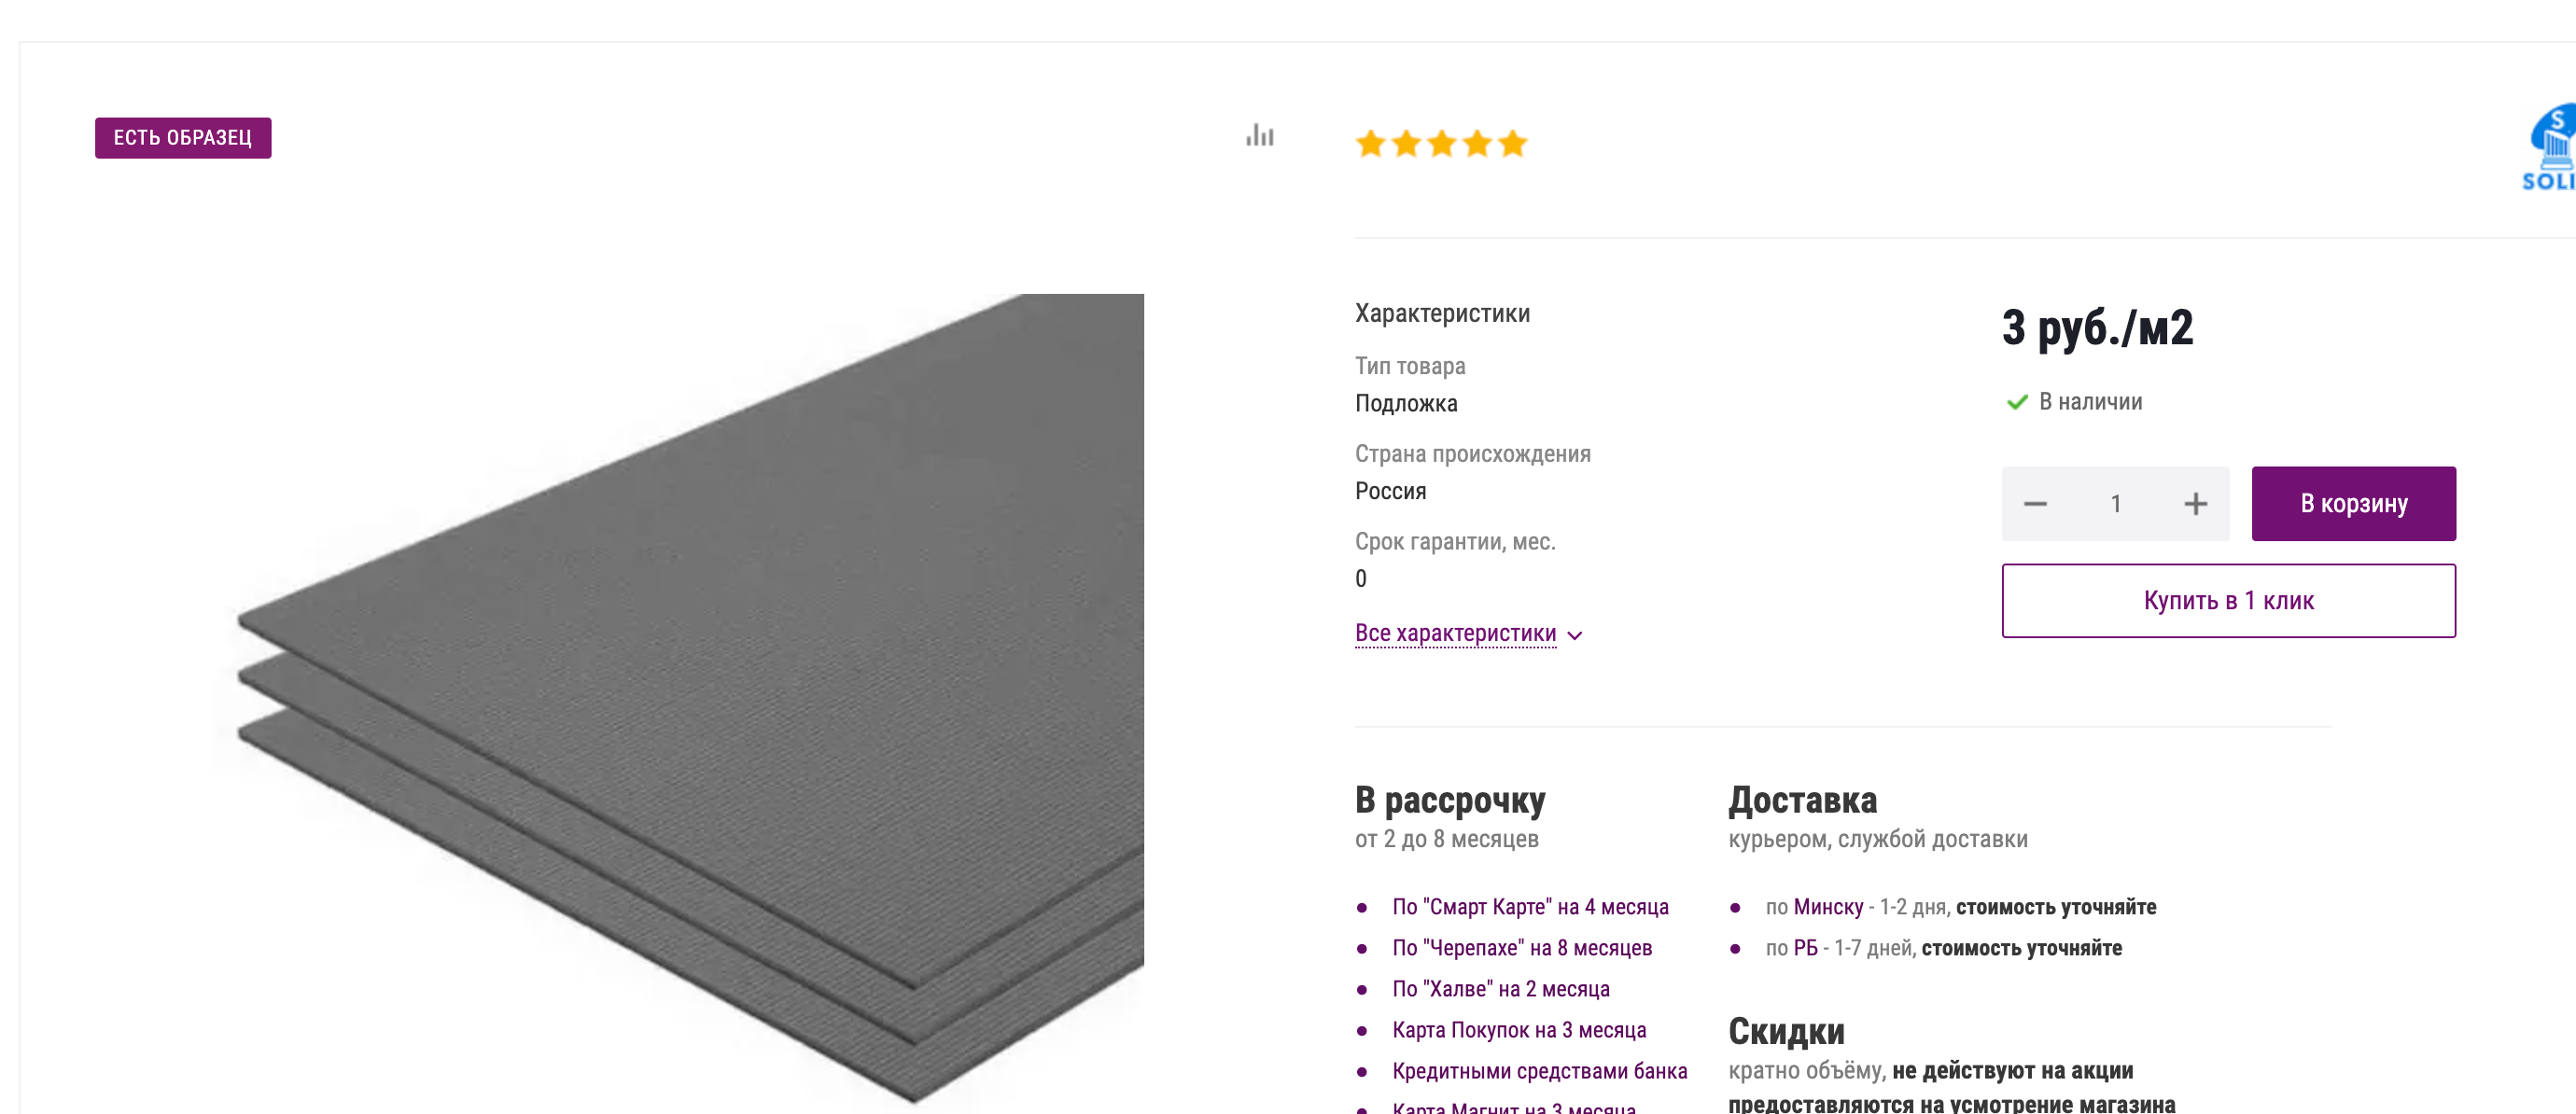 ЕСТЬ ОБРАЗЕЦ
S
SOLI
Характеристики
Тип товара
Подложка
Страна происхождения
Россия
Срок гарантии, мес.
0
Все характеристики
3 руб./м2
В наличии
1
В корзину
Купить в 1 клик
В рассрочку
от 2 до 8 месяцев
По "Смарт Карте" на 4 месяца
По "Черепахе" на 8 месяцев
По "Халве" на 2 месяца
Карта Покупок на 3 месяца
Кредитными средствами банка
Карта Магнит на 3 месяца
Доставка
курьером, службой доставки
по Минску - 1-2 дня, стоимость уточняйте
по РБ - 1-7 дней, стоимость уточняйте
Скидки
кратно объёму, не действуют на акции
предоставляются на усмотрение магазина